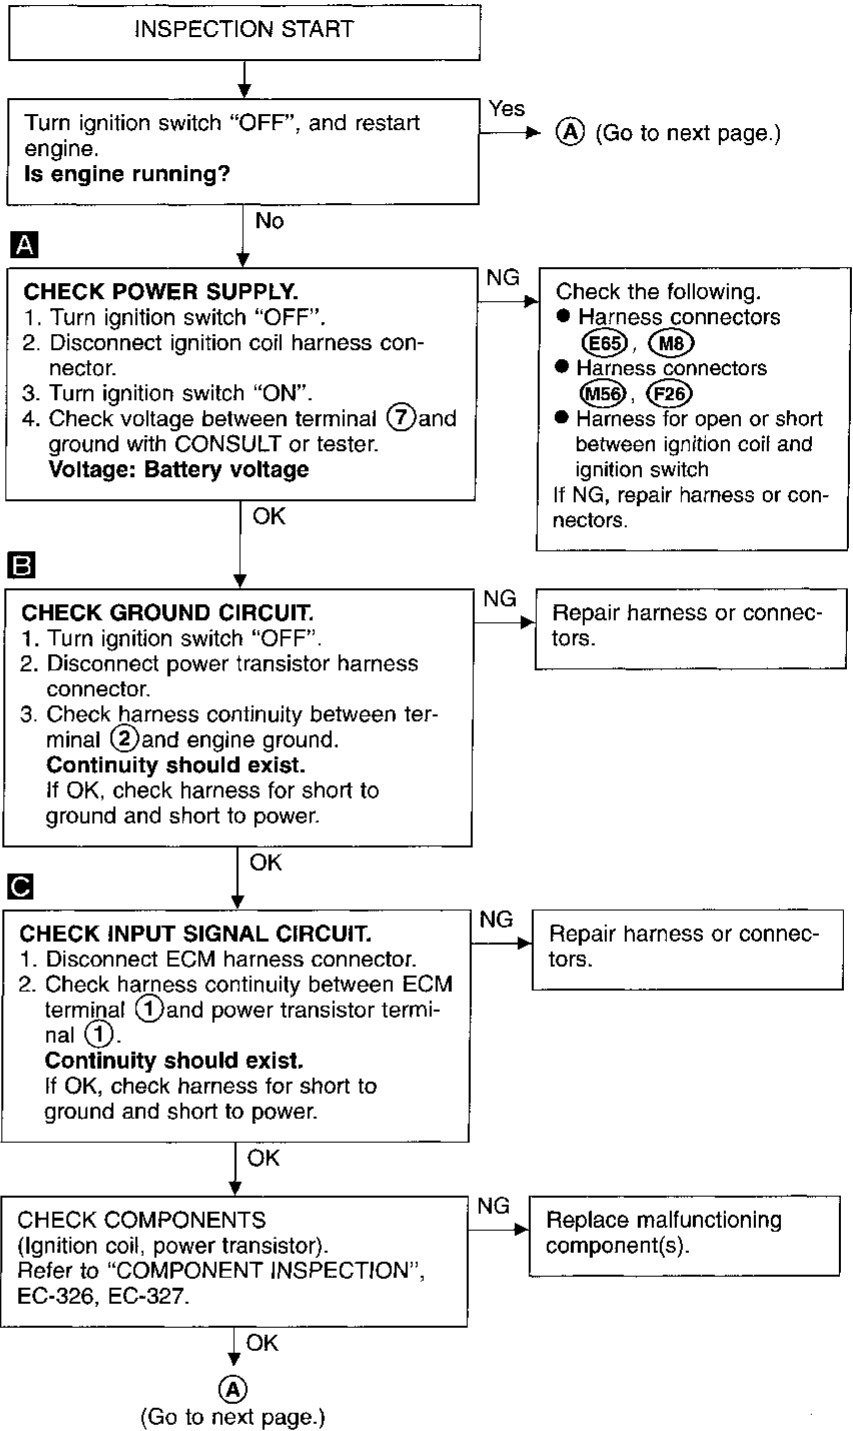 INSPECTION START
Turn ignition switch “OFF”, and restart
engine.
Is engine running?
Yes
A (Go to next page.)
No
A
CHECK POWER SUPPLY.
1. Turn ignition switch “OFF”.
2. Disconnect ignition coil harness con-
nector.
3. Turn ignition switch “ON”.
4. Check voltage between terminal 7 and
ground with CONSULT or tester.
Voltage: Battery voltage
NG
Check the following.
● Harness connectors
E65, M8
● Harness connectors
M56, F26
● Harness for open or short
between ignition coil and
ignition switch
If NG, repair harness or con-
nectors.
OK
B
CHECK GROUND CIRCUIT.
1. Turn ignition switch “OFF”.
2. Disconnect power transistor harness
connector.
3. Check harness continuity between ter-
minal 2 and engine ground.
Continuity should exist.
If OK, check harness for short to
ground and short to power.
NG
Repair harness or connec-
tors.
OK
C
CHECK INPUT SIGNAL CIRCUIT.
1. Disconnect ECM harness connector.
2. Check harness continuity between ECM
terminal 1 and power transistor termi-
nal 1.
Continuity should exist.
If OK, check harness for short to
ground and short to power.
NG
Repair harness or connec-
tors.
OK
CHECK COMPONENTS
(Ignition coil, power transistor).
Refer to “COMPONENT INSPECTION”,
EC-326, EC-327.
NG
Replace malfunctioning
component(s).
OK
A
(Go to next page.)